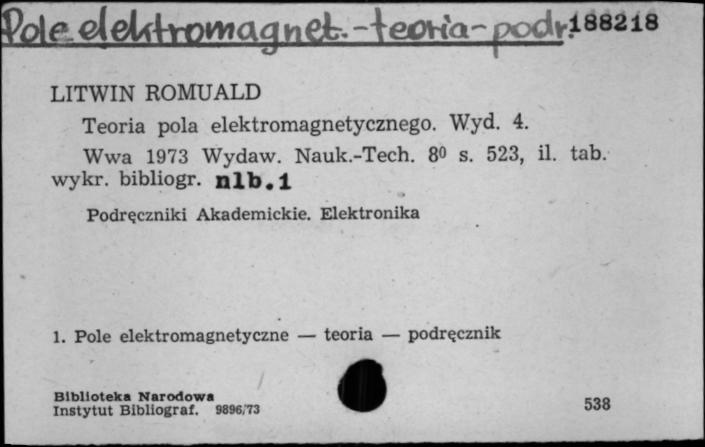 Pole elektromagnet.-teoria-podr. 188218
LITWIN ROMUALD
Teoria pola elektromagnetycznego. Wyd. 4.
Wwa 1973 Wydaw. Nauk.-Tech. 8⁰ s. 523, il. tab.
wykr. bibliogr. nlb.1
Podręczniki Akademickie. Elektronika
1. Pole elektromagnetyczne — teoria — podręcznik
Biblioteka Narodowa
Instytut Bibliograf. 9896/73
538